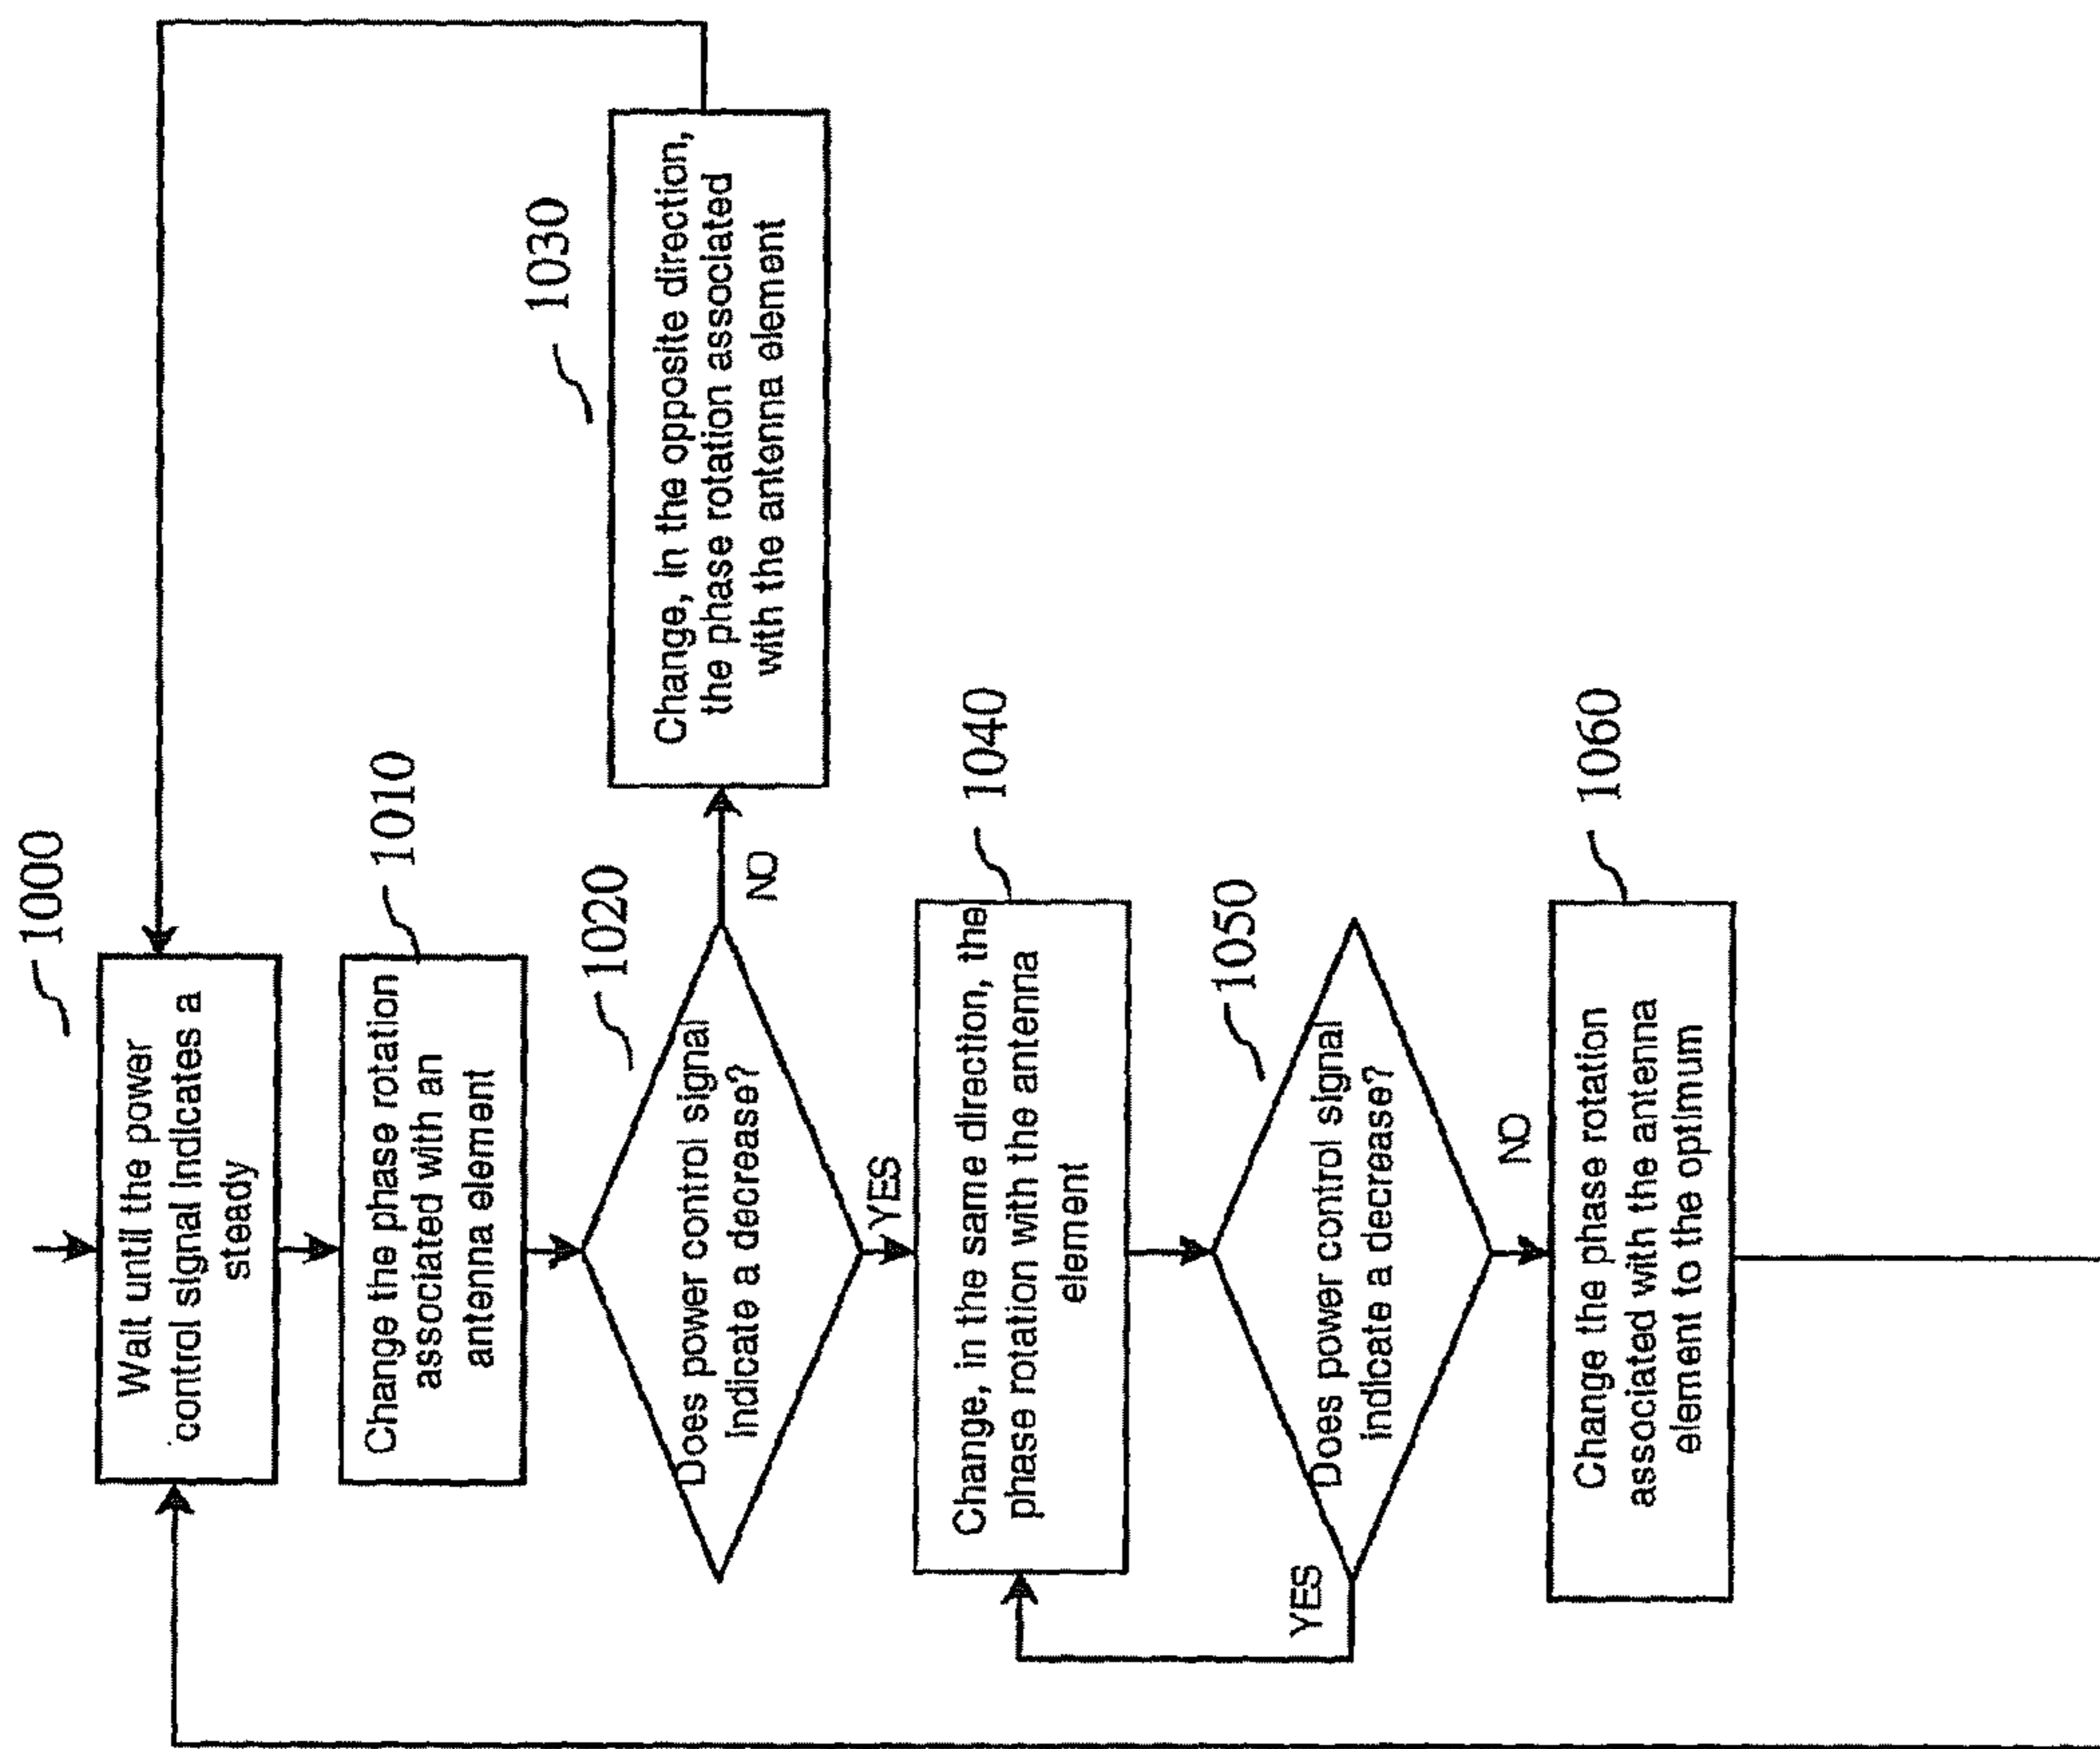 1000
Wait until the power
control signal indicates a
steady
1010
Change the phase rotation
associated with an
antenna element
1020
Does power control signal
indicate a decrease?
NO
1030
Change, in the opposite direction,
the phase rotation associated
with the antenna element
YES
1040
Change, in the same direction, the
phase rotation with the antenna
element
1050
Does power control signal
indicate a decrease?
YES
NO
1060
Change the phase rotation
associated with the antenna
element to the optimum